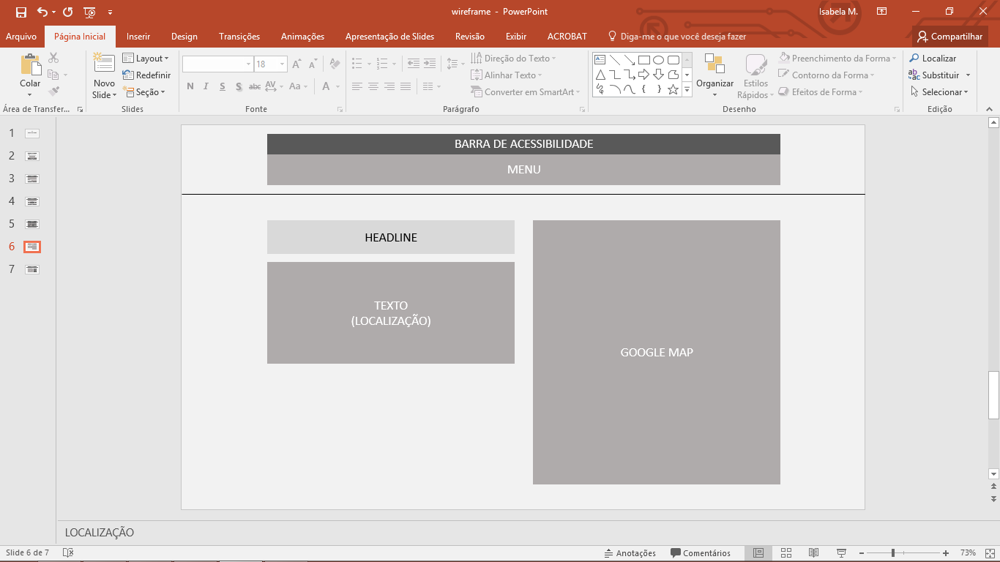 wireframe - PowerPoint
Isabela M.
Arquivo
Página Inicial
Inserir
Design
Transições
Animações
Apresentação de Slides
Revisão
Exibir
ACROBAT
Diga-me o que você deseja fazer
Compartilhar
Colar
Área de Transfer...
Novo
Slide
Layout
Redefinir
Seção
Slides
18
N I S S abc AV Aa A
Fonte
Direção do Texto
Alinhar Texto
Converter em SmartArt
Parágrafo
Organizar
Estilos
Rápidos
Preenchimento da Forma
Contorno da Forma
Efeitos de Forma
Desenho
Localizar
Substituir
Selecionar
Edição
1
2
3
4
5
6
7
BARRA DE ACESSIBILIDADE
MENU
HEADLINE
TEXTO
(LOCALIZAÇÃO)
GOOGLE MAP
LOCALIZAÇÃO
Slide 6 de 7
Anotações
Comentários
73%